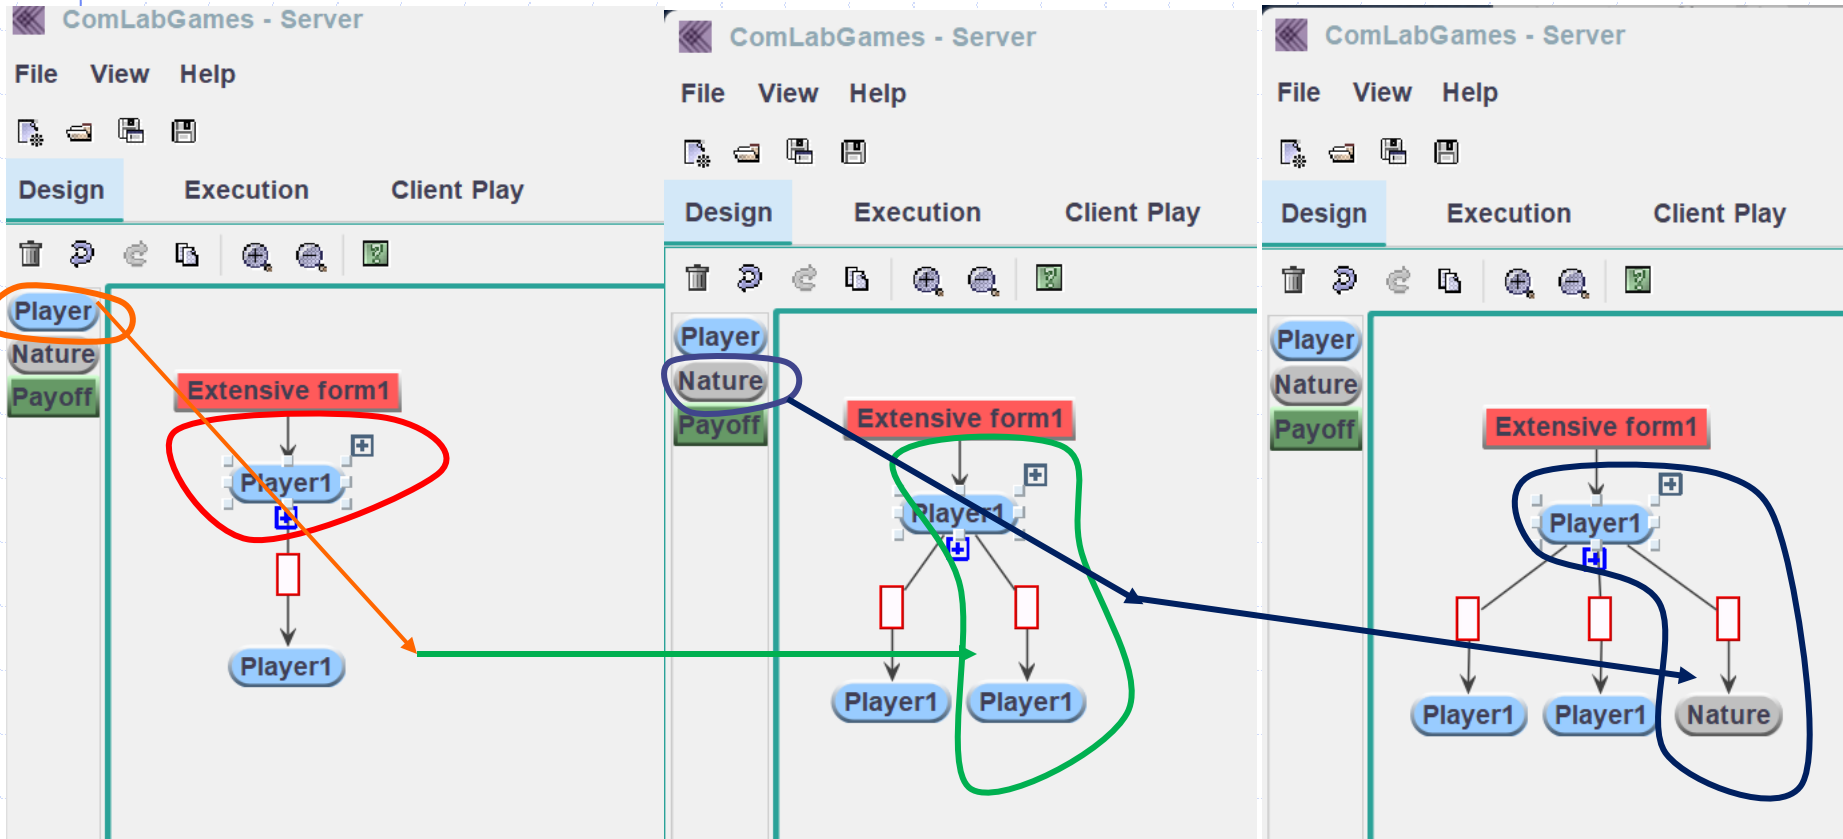 ComLabGames - Server
File View Help
Design Execution Client Play
Player
Nature
Payoff
Extensive form1
Player1
Player1
ComLabGames - Server
File View Help
Design Execution Client Play
Player
Nature
Payoff
Extensive form1
Player1
Player1 Player1
ComLabGames - Server
File View Help
Design Execution Client Play
Player
Nature
Payoff
Extensive form1
Player1
Player1 Player1 Nature